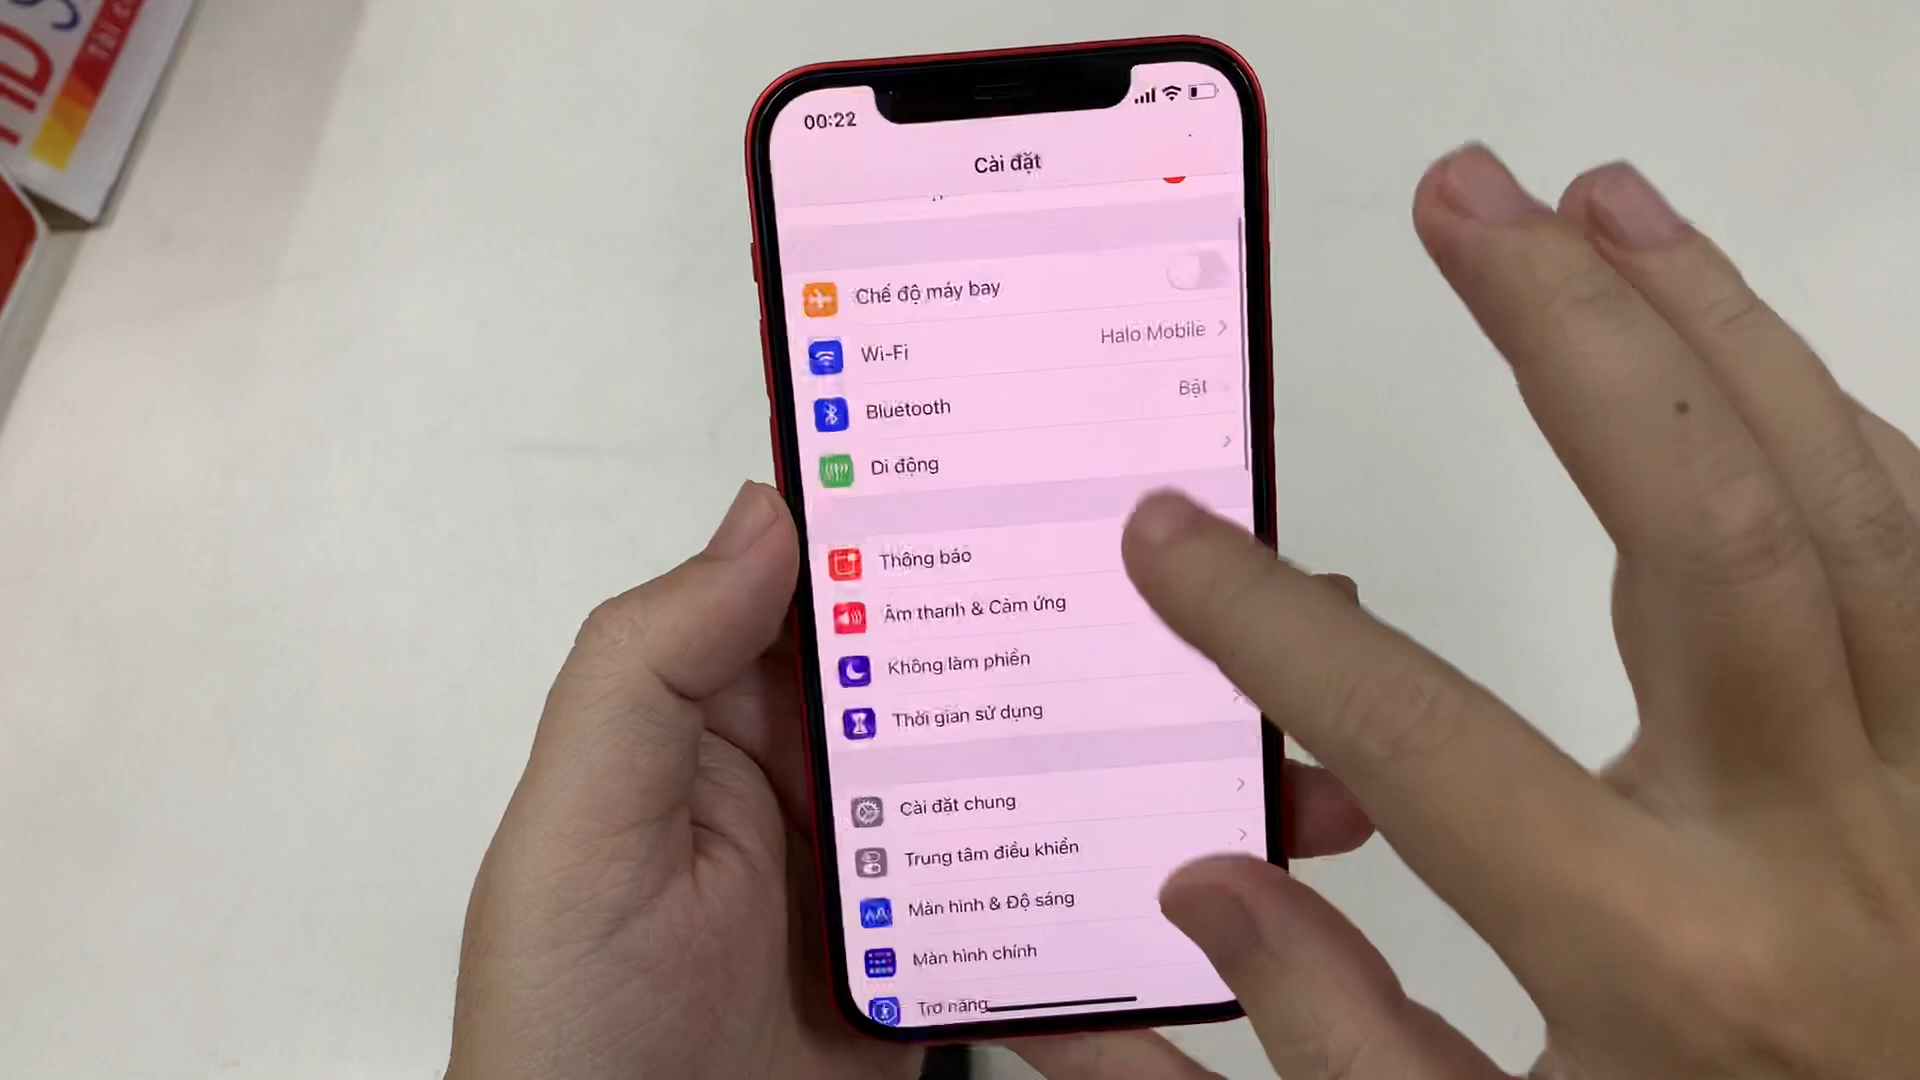 00:22
Cài đặt
Chế độ máy bay
Wi-Fi
Halo Mobile
Bluetooth
Bật
Di động
Thông báo
Âm thanh & Cảm ứng
Không làm phiền
Thời gian sử dụng
Cài đặt chung
Trung tâm điều khiển
Màn hình & Độ sáng
Màn hình chính
Trợ năng